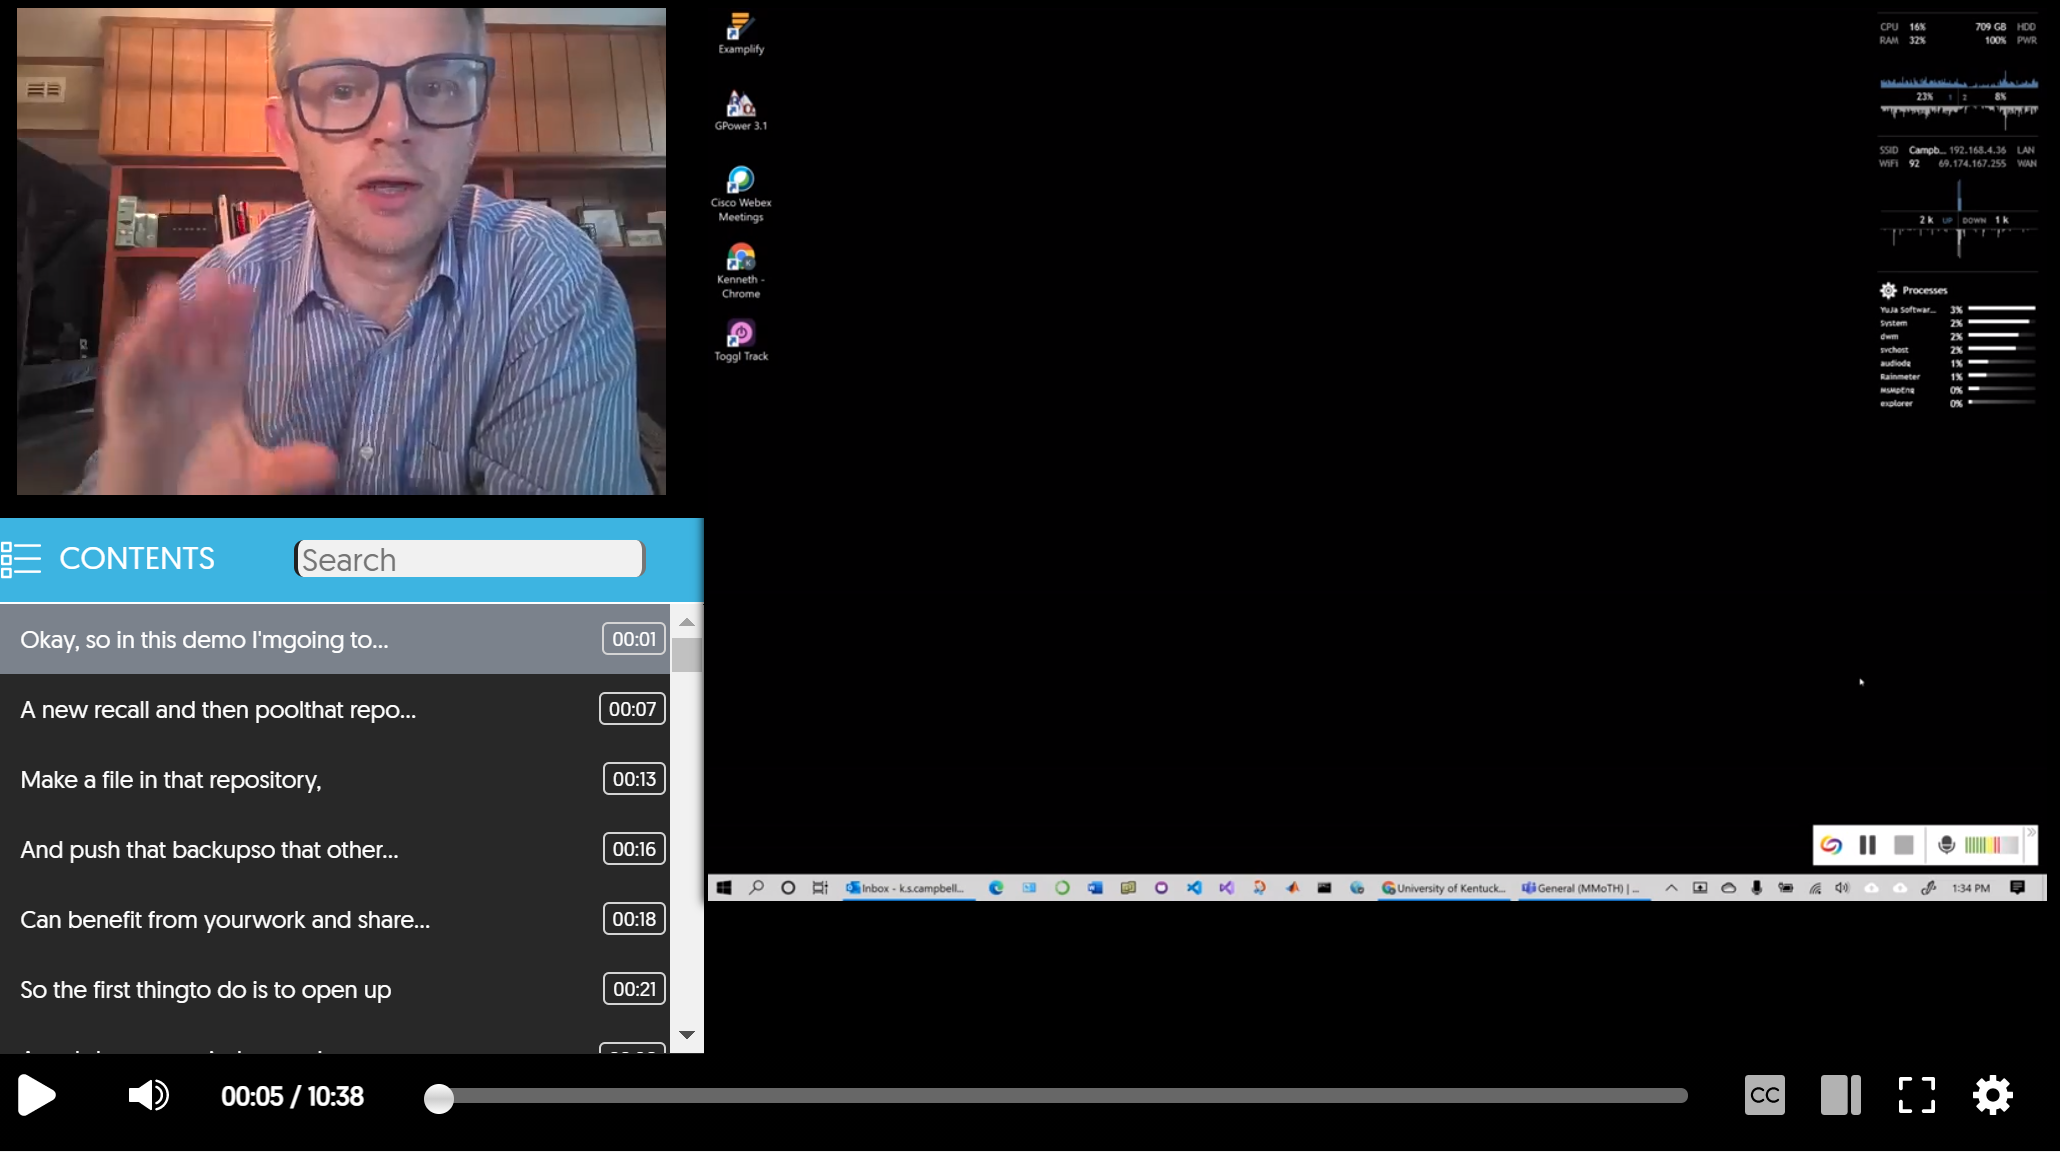 Examplify
GPower 3.1
Cisco Webex
Meetings
Kenneth -
Chrome
Toggl Track
CPU 16% 709 GB HDD
RAM 32% 100% PWR
23% 1 2 8%
SSID Campb... 192.168.4.36 LAN
WiFi 92 69.174.167.255 WAN
2 k UP DOWN 1 k
Processes
YuJa Softwar... 3%
System 2%
dwm 2%
svchost 2%
audiodg 1%
Rainmeter 1%
MsMpEng 0%
explorer 0%
CONTENTS
Search
Okay, so in this demo I'mgoing to... 00:01
A new recall and then poolthat repo... 00:07
Make a file in that repository, 00:13
And push that backupso that other... 00:16
Can benefit from yourwork and share... 00:18
So the first thingto do is to open up 00:21
Inbox - k.s.campbell...
University of Kentuck...
General (MMoTH) | ...
1:34 PM
00:05 / 10:38
CC